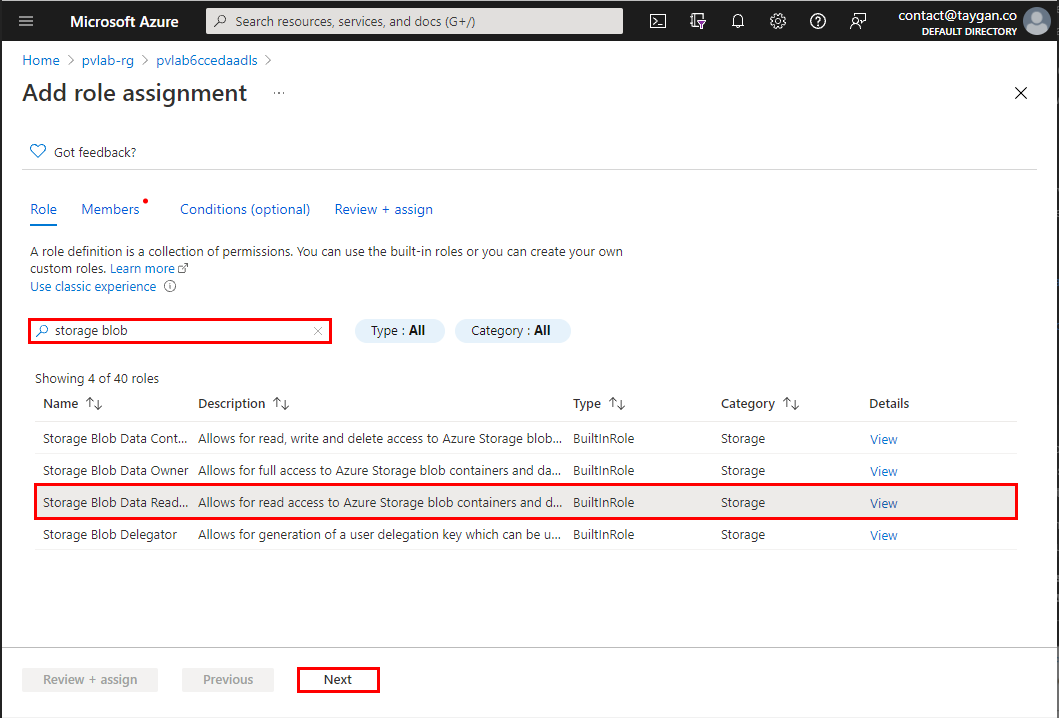 Microsoft Azure
Search resources, services, and docs (G+/)
contact@taygan.co
DEFAULT DIRECTORY
Home > pvlab-rg > pvlab6ccedaadls >
Add role assignment ...
Got feedback?
Role Members Conditions (optional) Review + assign
A role definition is a collection of permissions. You can use the built-in roles or you can create your own
custom roles. Learn more
Use classic experience
storage blob
Type : All Category : All
Showing 4 of 40 roles
Name Description Type Category Details
Storage Blob Data Cont... Allows for read, write and delete access to Azure Storage blob... BuiltInRole Storage View
Storage Blob Data Owner Allows for full access to Azure Storage blob containers and da... BuiltInRole Storage View
Storage Blob Data Read... Allows for read access to Azure Storage blob containers and d... BuiltInRole Storage View
Storage Blob Delegator Allows for generation of a user delegation key which can be u... BuiltInRole Storage View
Review + assign Previous Next